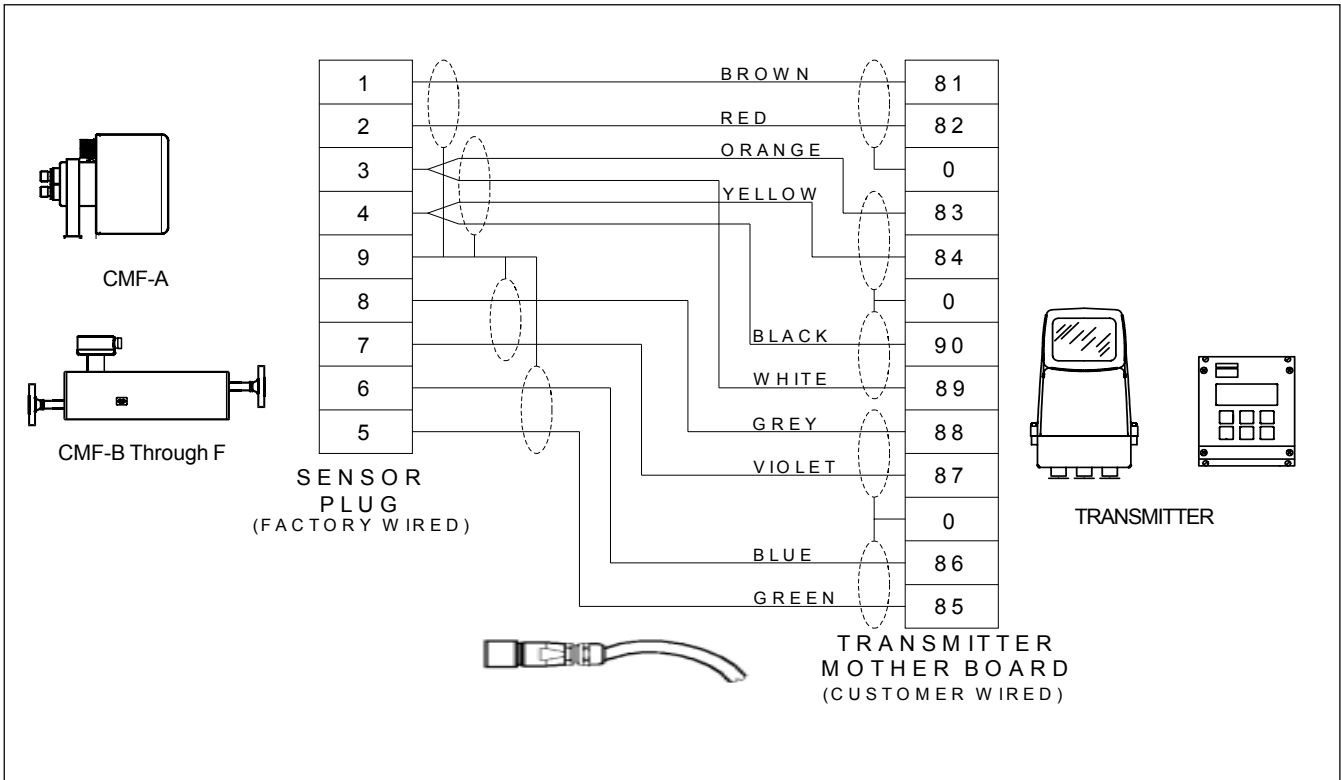 1
2
3
4
9
8
7
6
5
SENSOR
PLUG
(FACTORY WIRED)
BROWN
RED
ORANGE
YELLOW
BLACK
WHITE
GREY
VIOLET
BLUE
GREEN
81
82
0
83
84
0
90
89
88
87
0
86
85
TRANSMITTER
MOTHER BOARD
(CUSTOMER WIRED)
CMF-A
CMF-B Through F
TRANSMITTER